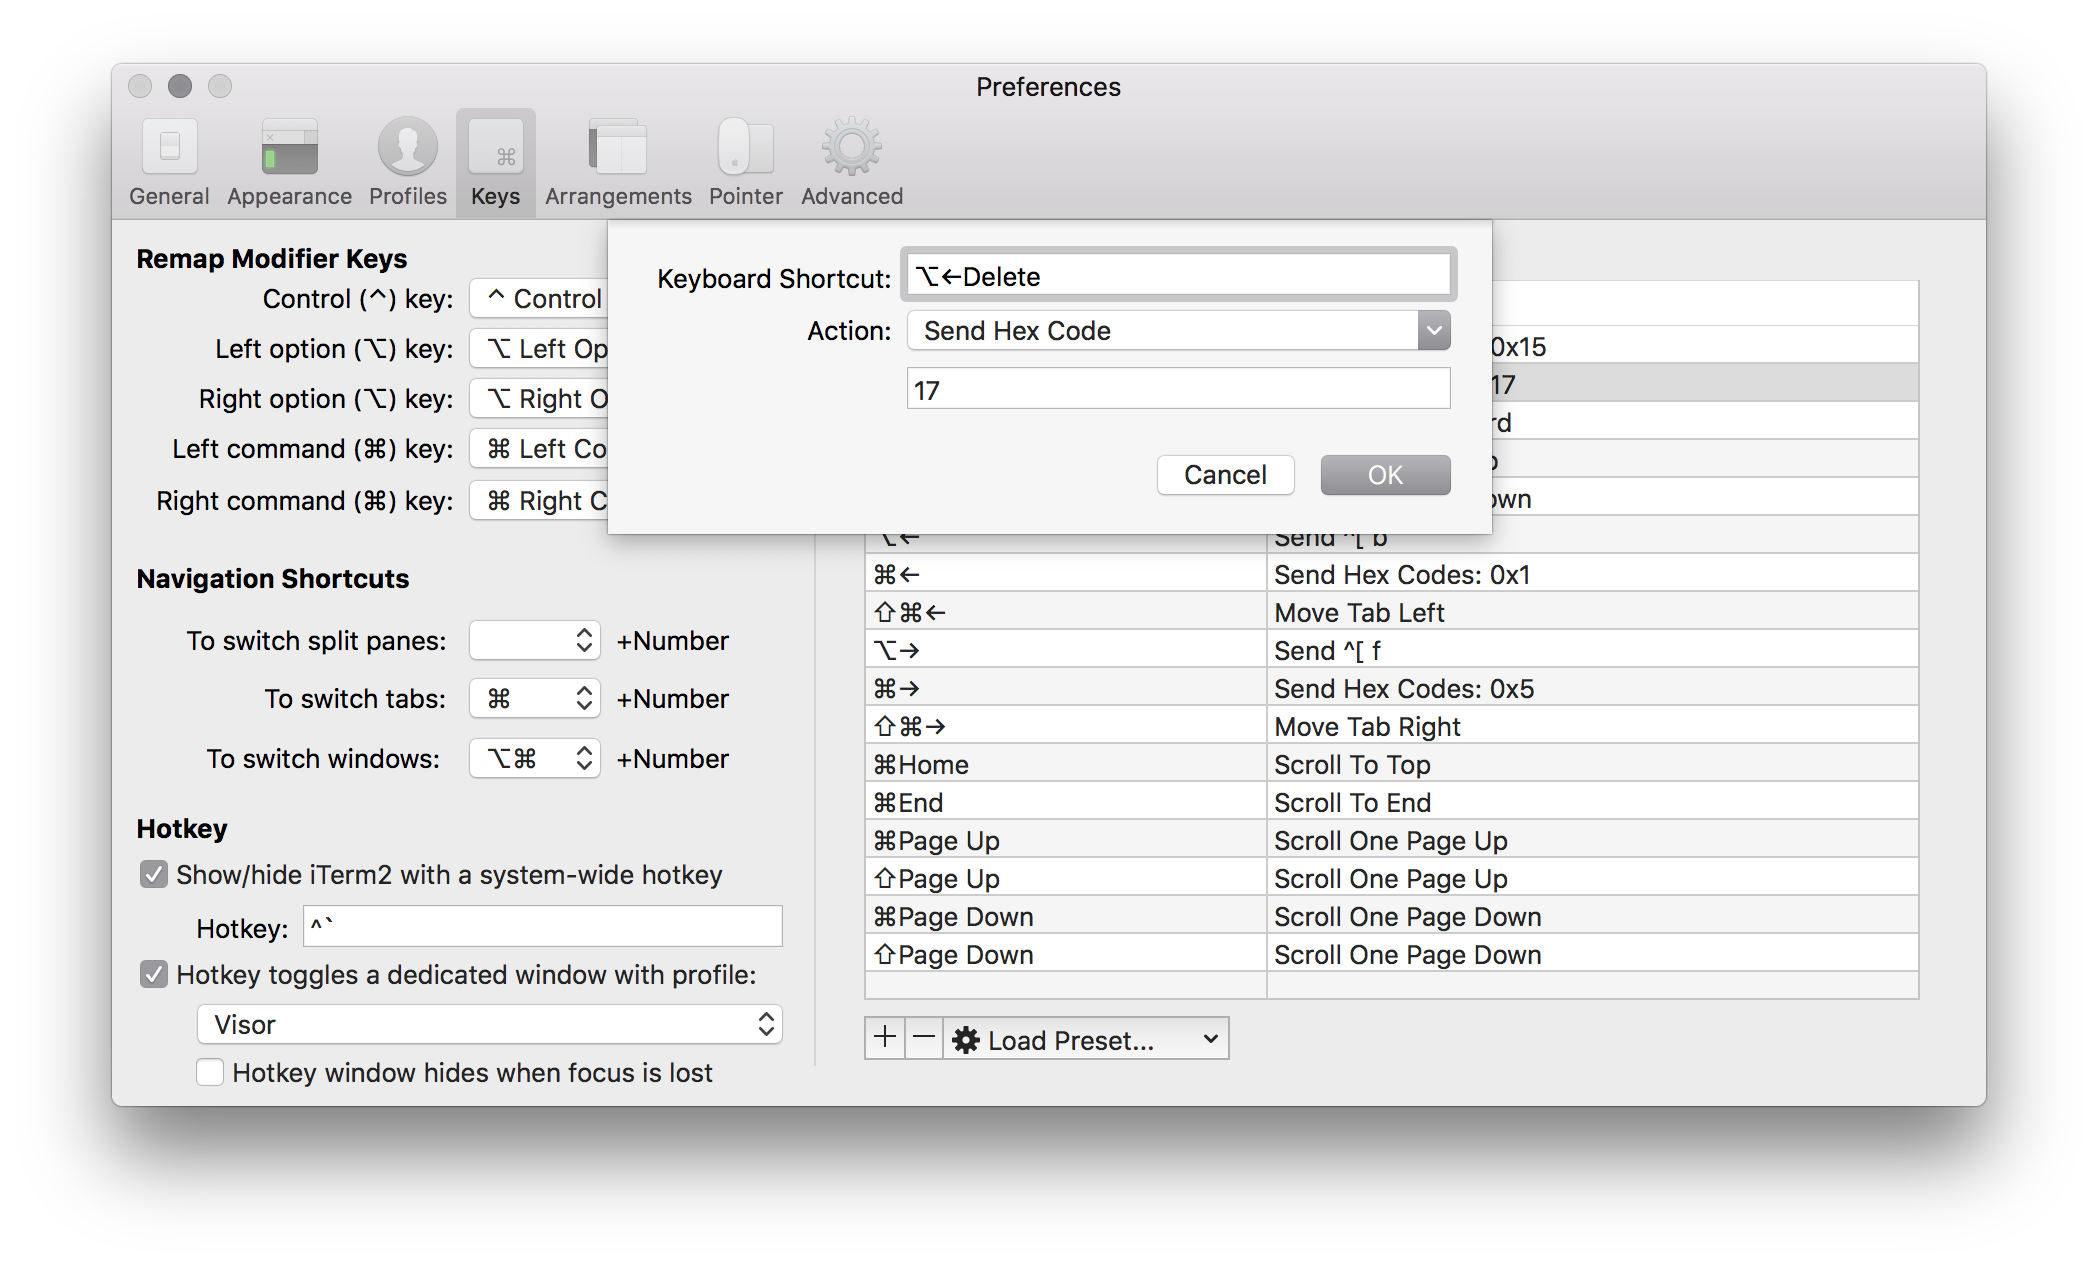 Preferences
General Appearance Profiles Keys Arrangements Pointer Advanced
Remap Modifier Keys
Control (^) key: ^ Control
Left option (⌥) key: ⌥ Left Op
Right option (⌥) key: ⌥ Right O
Left command (⌘) key: ⌘ Left Co
Right command (⌘) key: ⌘ Right C
Navigation Shortcuts
To switch split panes: +Number
To switch tabs: ⌘ +Number
To switch windows: ⌥⌘ +Number
Hotkey
Show/hide iTerm2 with a system-wide hotkey
Hotkey: ^`
Hotkey toggles a dedicated window with profile:
Visor
Hotkey window hides when focus is lost
Keyboard Shortcut: ⌥←Delete
Action: Send Hex Code
17
Cancel OK
0x15
17
rd
own
⌥← Send ^[ b
⌘← Send Hex Codes: 0x1
⇧⌘← Move Tab Left
⌥→ Send ^[ f
⌘→ Send Hex Codes: 0x5
⇧⌘→ Move Tab Right
⌘Home Scroll To Top
⌘End Scroll To End
⌘Page Up Scroll One Page Up
⇧Page Up Scroll One Page Up
⌘Page Down Scroll One Page Down
⇧Page Down Scroll One Page Down
+ − Load Preset...